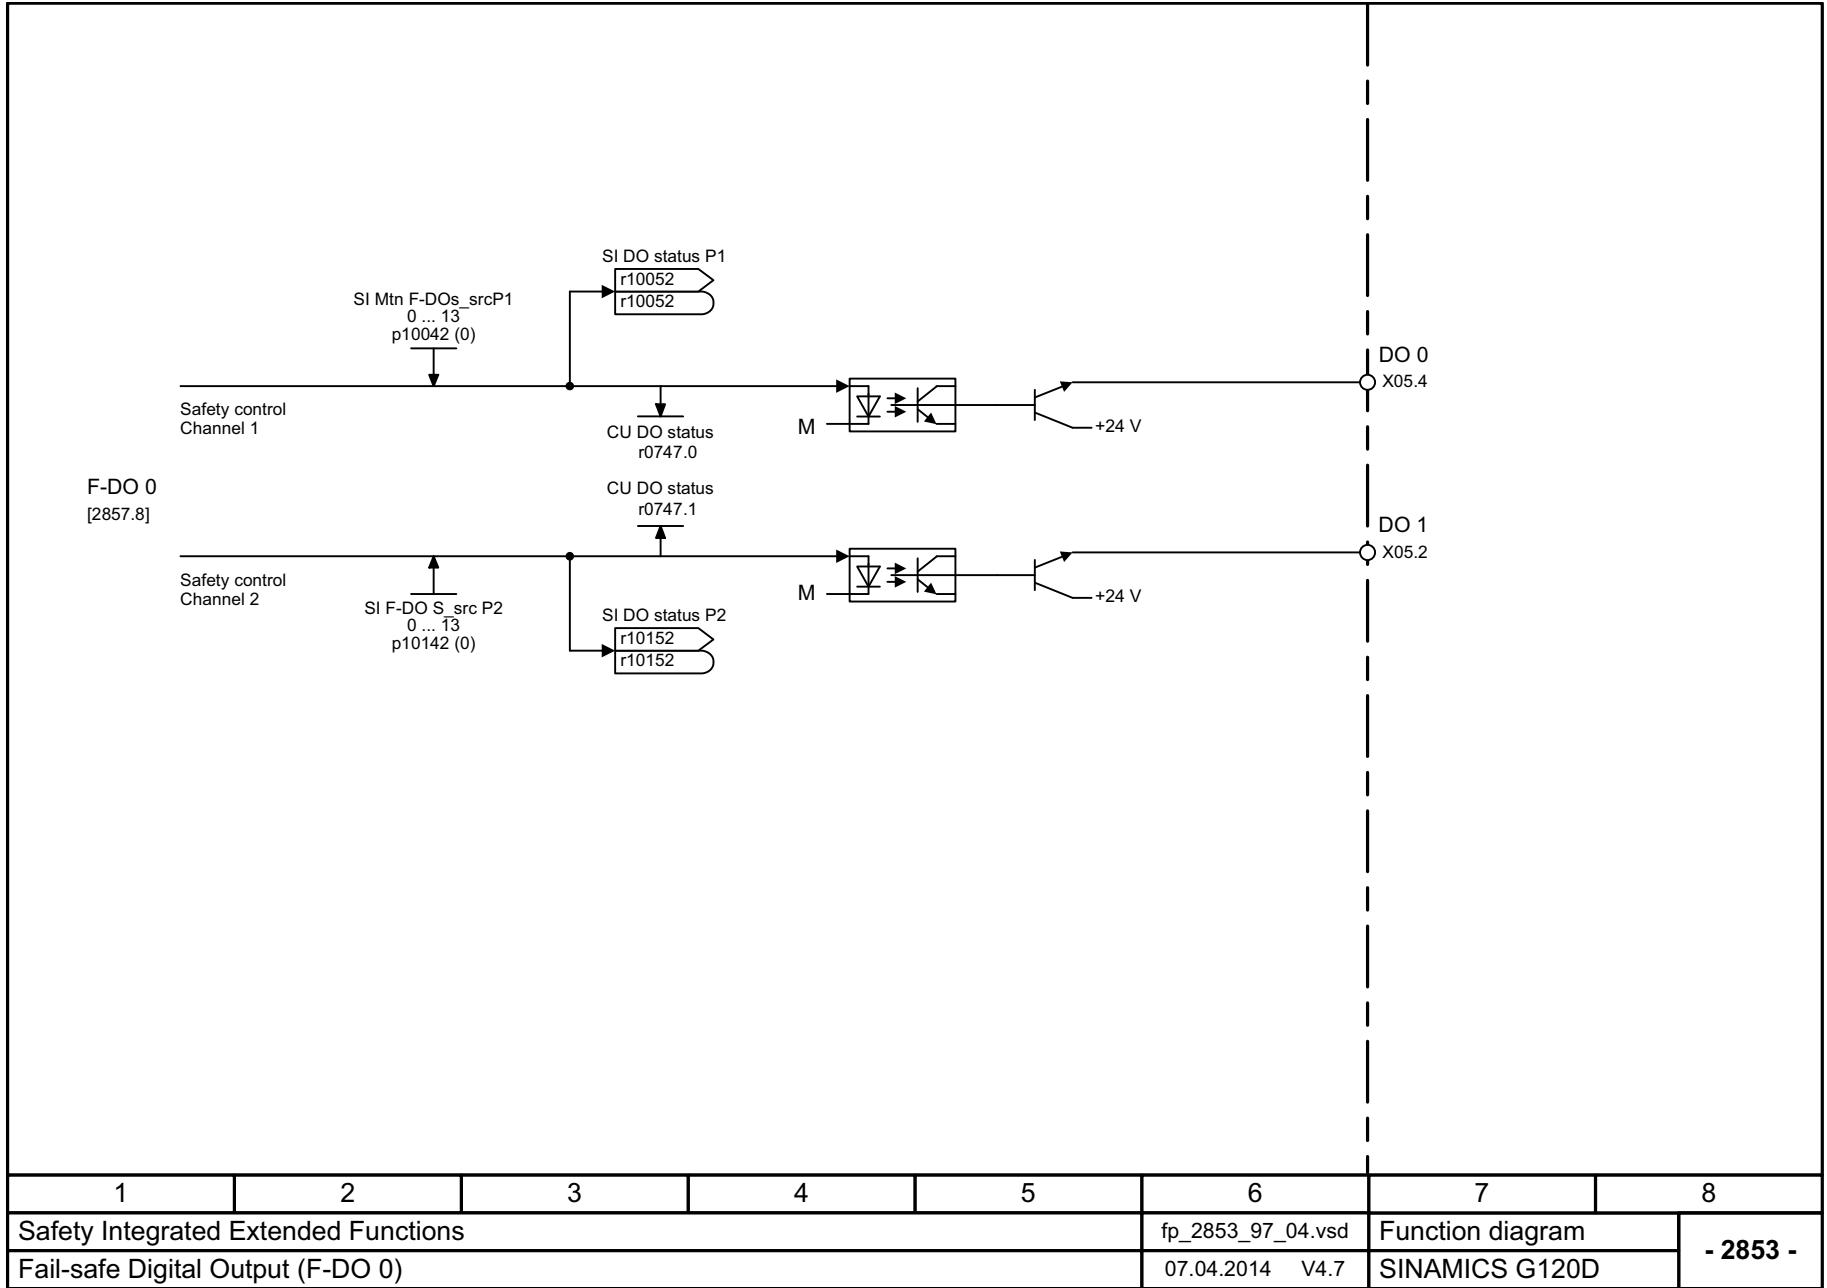 SI DO status P1
r10052
r10052
SI Mtn F-DOs_srcP1
0 ... 13
p10042 (0)
DO 0
X05.4
Safety control
Channel 1
M
+24 V
CU DO status
r0747.0
F-DO 0
[2857.8]
CU DO status
r0747.1
DO 1
X05.2
Safety control
Channel 2
M
+24 V
SI F-DO S_src P2
0 ... 13
p10142 (0)
SI DO status P2
r10152
r10152
1 2 3 4 5 6 7 8
Safety Integrated Extended Functions fp_2853_97_04.vsd Function diagram
- 2853 -
Fail-safe Digital Output (F-DO 0) 07.04.2014 V4.7 SINAMICS G120D